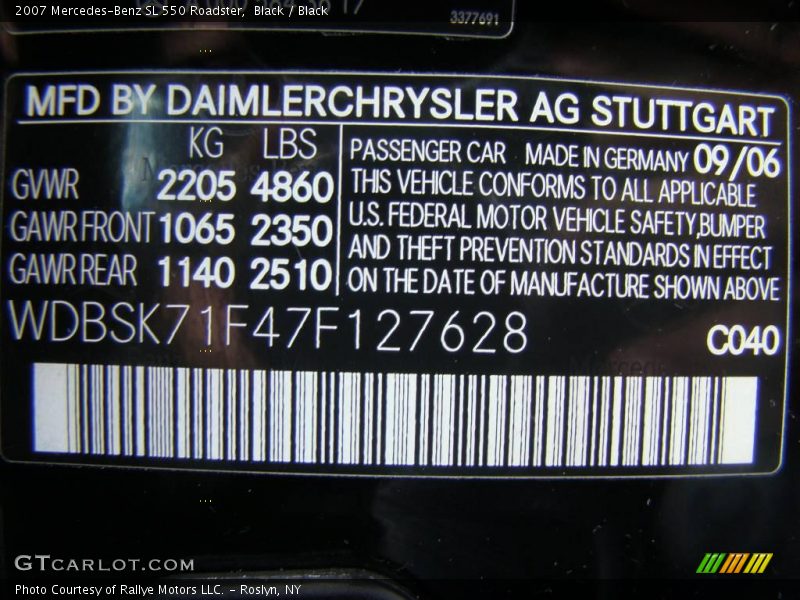 2007 Mercedes-Benz SL 550 Roadster,  Black / Black
3377691
MFD BY DAIMLERCHRYSLER AG STUTTGART
KG LBS
GVWR 2205 4860
GAWR FRONT 1065 2350
GAWR REAR 1140 2510
PASSENGER CAR MADE IN GERMANY 09/06
THIS VEHICLE CONFORMS TO ALL APPLICABLE
U.S. FEDERAL MOTOR VEHICLE SAFETY,BUMPER
AND THEFT PREVENTION STANDARDS IN EFFECT
ON THE DATE OF MANUFACTURE SHOWN ABOVE
WDBSK71F47F127628
C040
GTCARLOT.COM
Photo Courtesy of Rallye Motors LLC. - Roslyn, NY